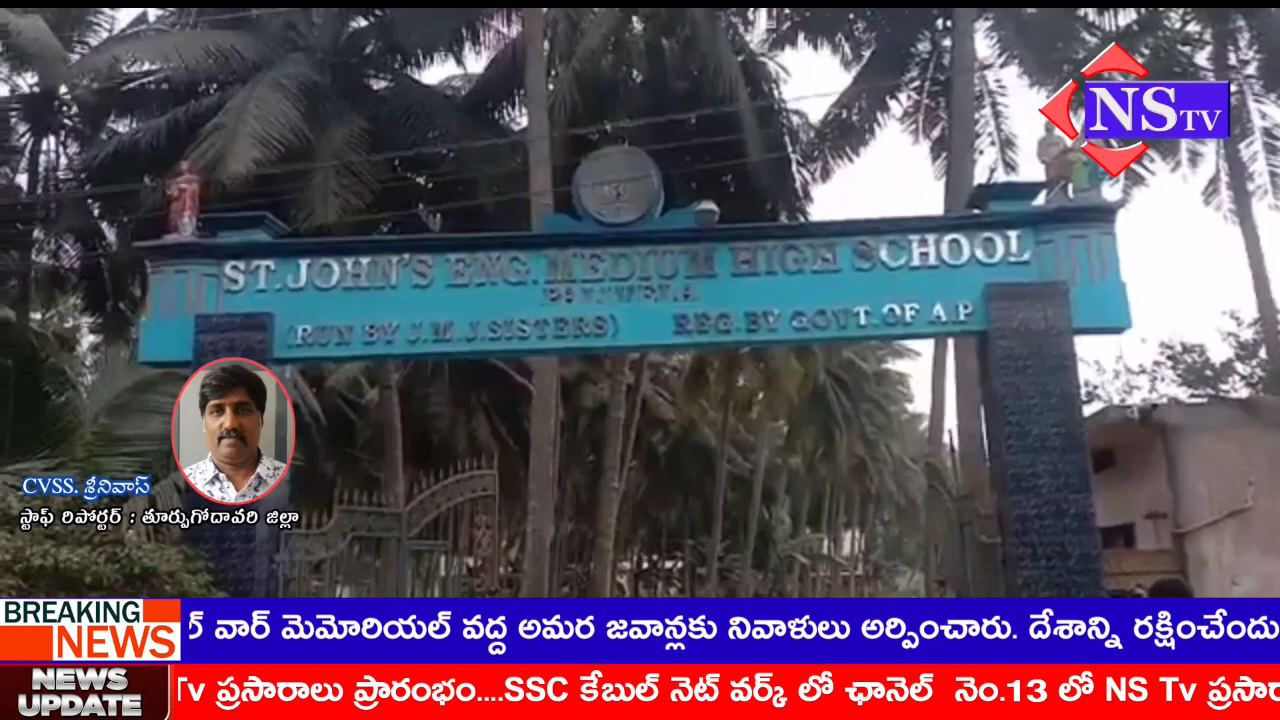 NS TV
ST. JOHN'S ENG. MEDIUM HIGH SCHOOL
(RUN BY J.M.J. SISTERS) REG. BY GOVT. OF A.P
CVSS. శ్రీనివాస్
స్టాఫ్ రిపోర్టర్ : తూర్పుగోదావరి జిల్లా
BREAKING
NEWS
వార్ మెమోరియల్ వద్ద అమర జవాన్లకు నివాళులు అర్పించారు. దేశాన్ని రక్షించేందు
NEWS
UPDATE
Tv ప్రసారాలు ప్రారంభం....SSC కేబుల్ నెట్ వర్క్ లో ఛానెల్ నెం.13 లో NS Tv ప్రసారా